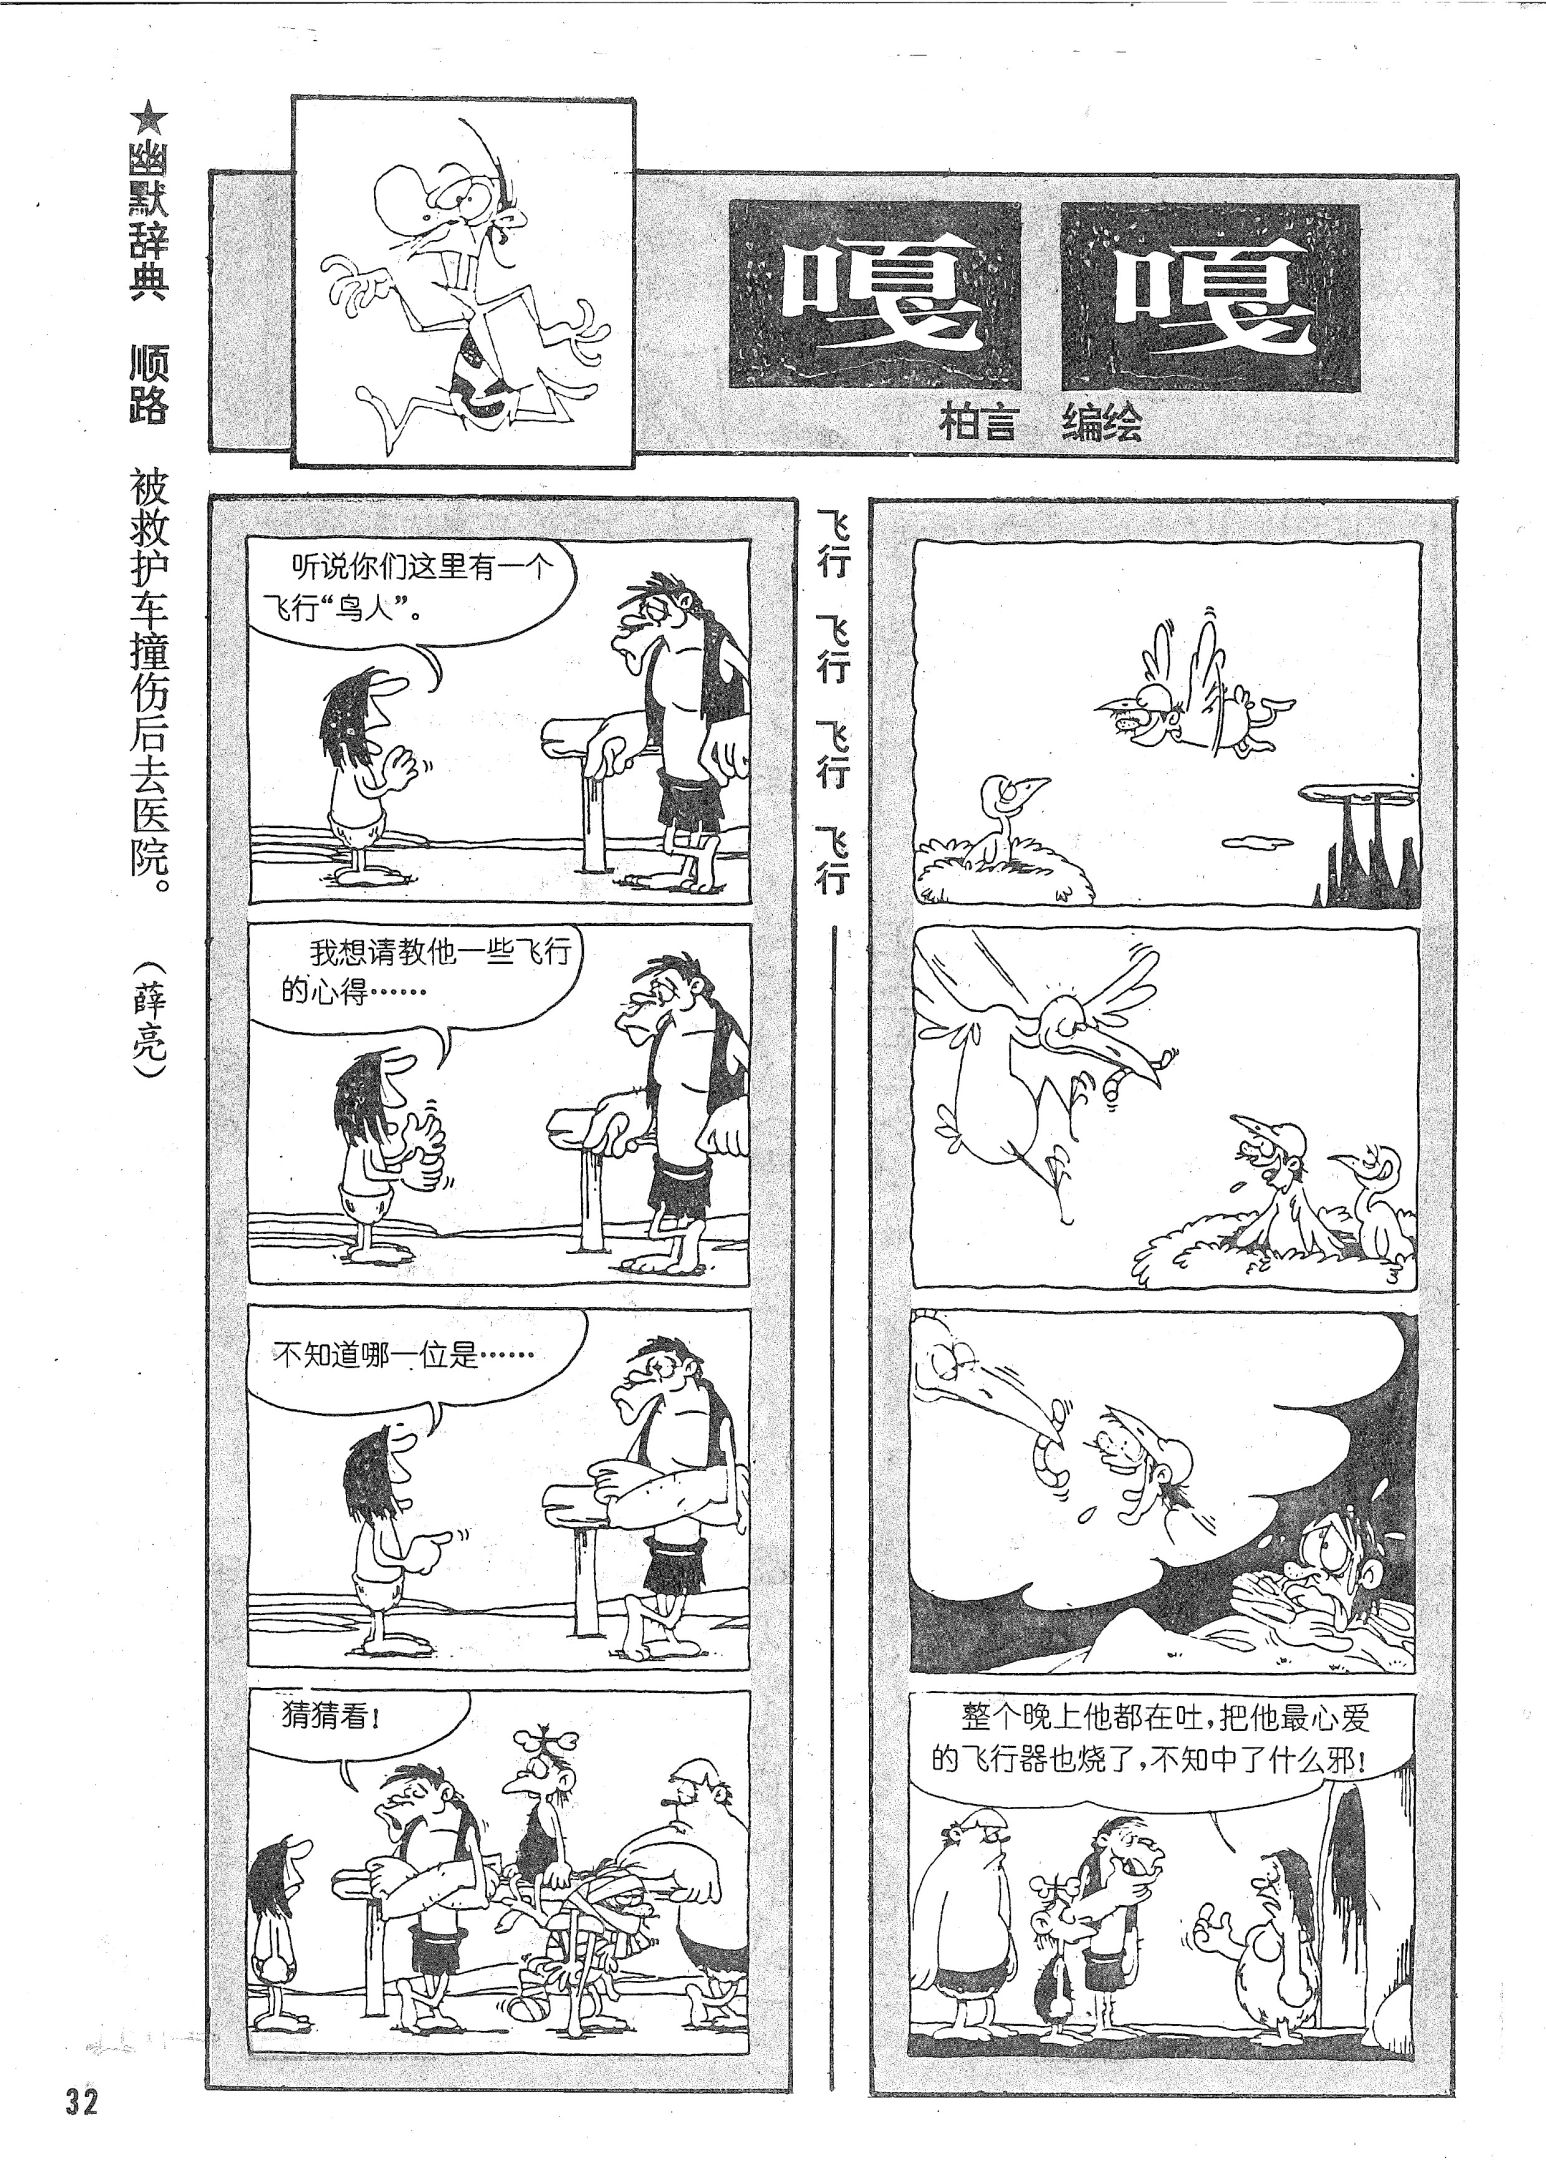 ★幽默辞典 顺路 被救护车撞伤后去医院。 (薛亮)
嘎嘎
柏言 编绘
飞行 飞行 飞行 飞行
听说你们这里有一个
飞行“鸟人”。
我想请教他一些飞行
的心得……
不知道哪一位是……
猜猜看!
整个晚上他都在吐,把他最心爱
的飞行器也烧了,不知中了什么邪!
32